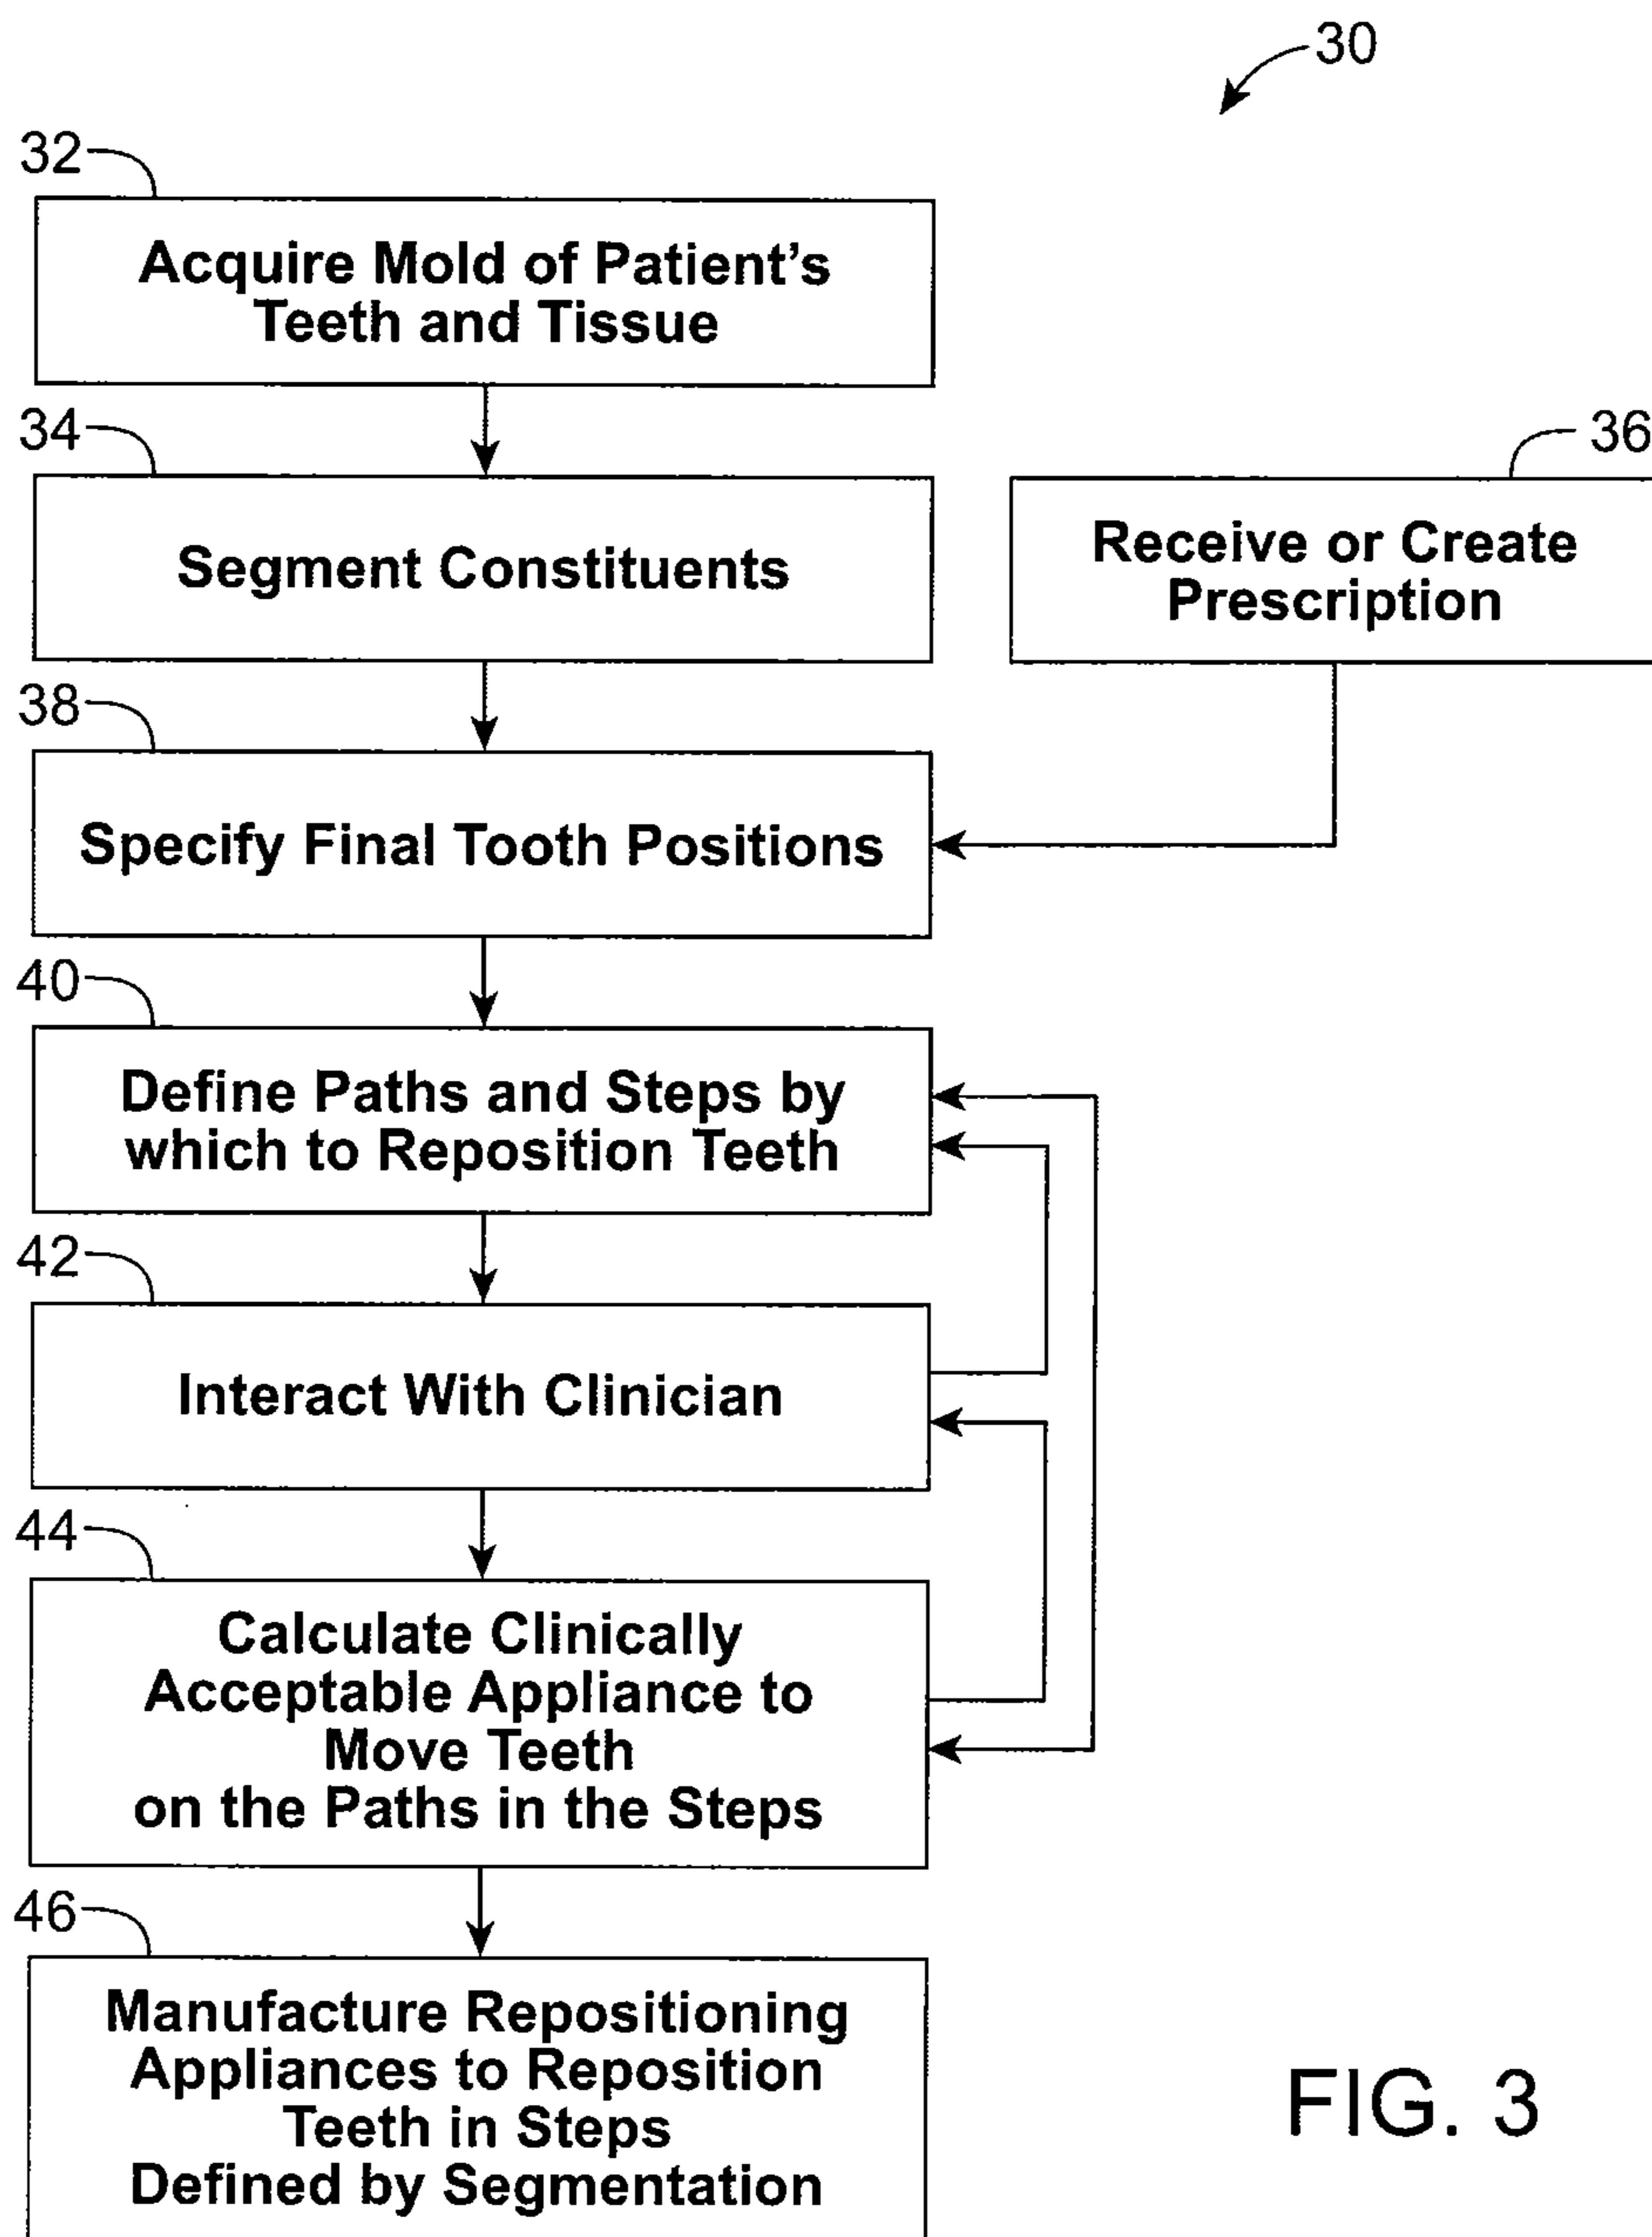 30
32
Acquire Mold of Patient's
Teeth and Tissue
34
Segment Constituents
36
Receive or Create
Prescription
38
Specify Final Tooth Positions
40
Define Paths and Steps by
which to Reposition Teeth
42
Interact With Clinician
44
Calculate Clinically
Acceptable Appliance to
Move Teeth
on the Paths in the Steps
46
Manufacture Repositioning
Appliances to Reposition
Teeth in Steps
Defined by Segmentation
FIG. 3